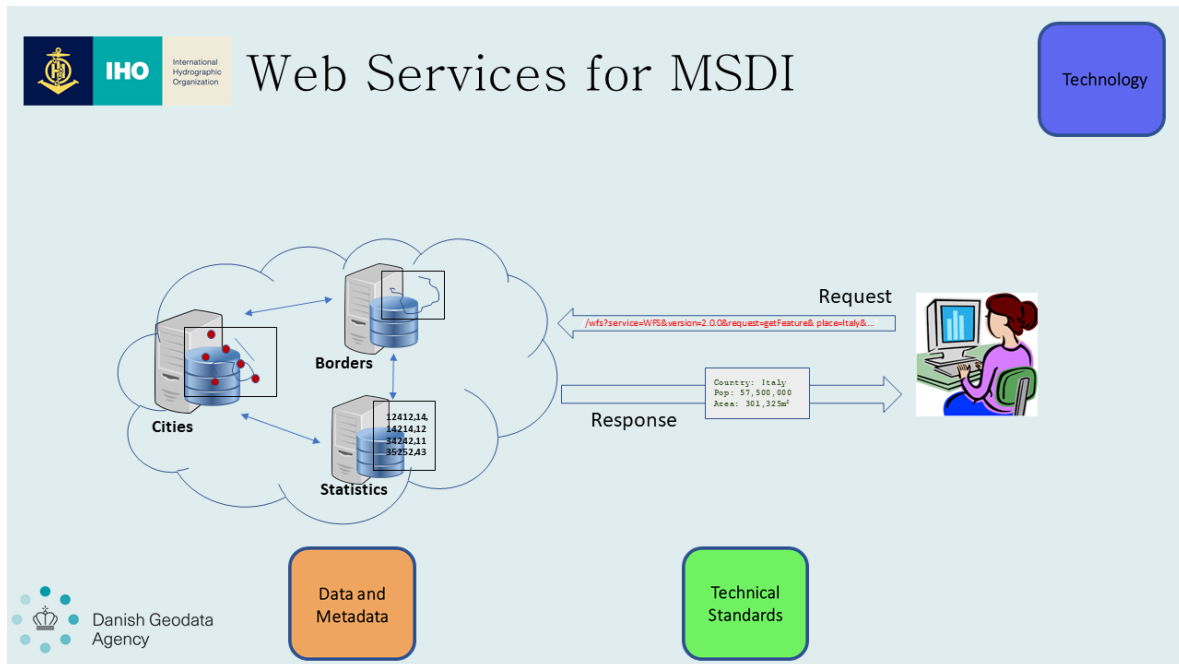 IHO
International
Hydrographic
Organization
Web Services for MSDI
Technology
Request
/wfs?service=WFS&version=2.0.0&request=getFeature& place=Italy&...
Borders
Country: Italy
Pop: 57,500,000
Area: 301,325m²
Response
Cities
12412,14,
14214,12
34242,11
35252,43
Statistics
Data and
Metadata
Technical
Standards
Danish Geodata
Agency